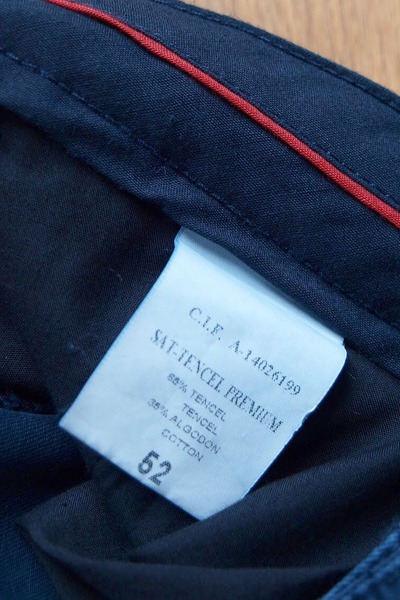 C.I.F. A-14026199
SAT-TENCEL PREMIUM
65% TENCEL
TENCEL
35% ALGODON
COTTON
52